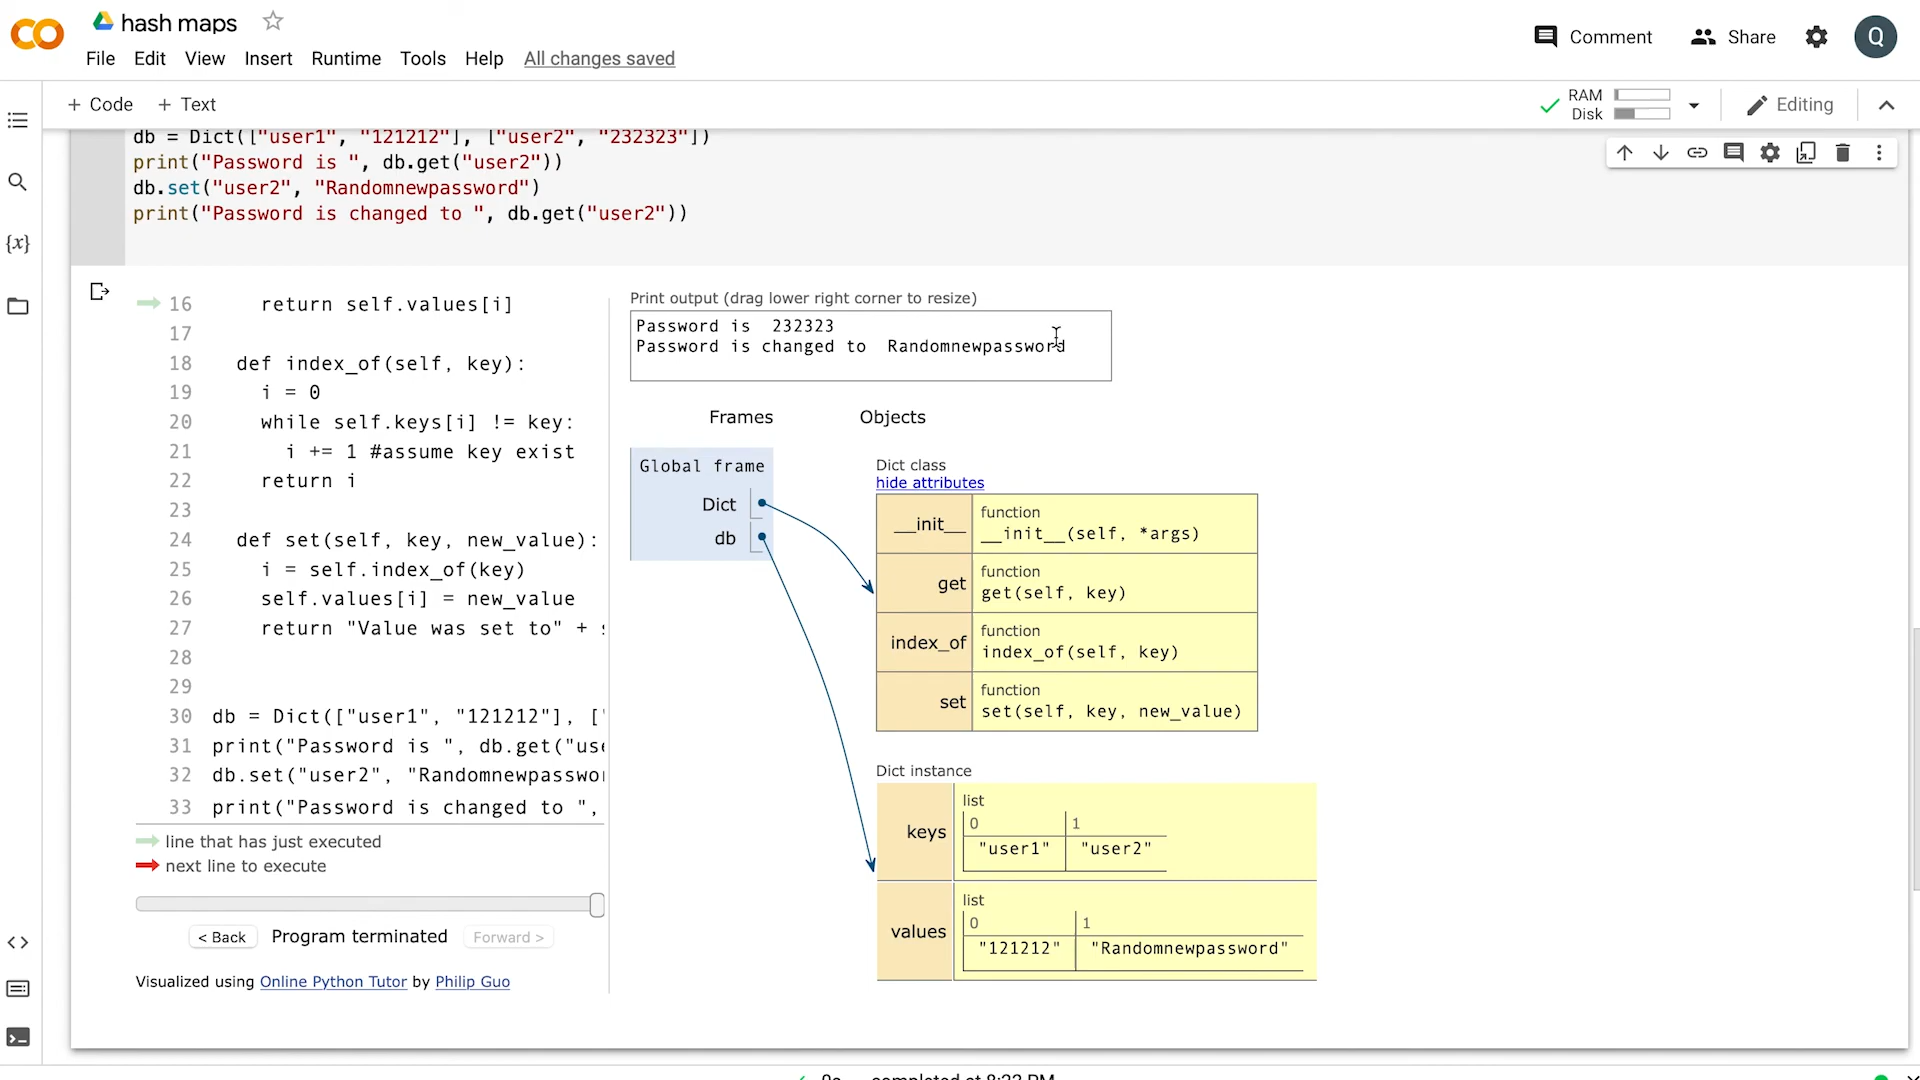 hash maps
File Edit View Insert Runtime Tools Help All changes saved
Comment Share Q
+ Code + Text
RAM
Disk
Editing
{x}
db = Dict(["user1", "121212"], ["user2", "232323"])
print("Password is ", db.get("user2"))
db.set("user2", "Randomnewpassword")
print("Password is changed to ", db.get("user2"))
16 return self.values[i]
17
18 def index_of(self, key):
19 i = 0
20 while self.keys[i] != key:
21 i += 1 #assume key exist
22 return i
23
24 def set(self, key, new_value):
25 i = self.index_of(key)
26 self.values[i] = new_value
27 return "Value was set to" +
28
29
30 db = Dict(["user1", "121212"], ["
31 print("Password is ", db.get("use
32 db.set("user2", "Randomnewpasswor
33 print("Password is changed to ",
line that has just executed
next line to execute
< Back Program terminated Forward >
Visualized using Online Python Tutor by Philip Guo
Print output (drag lower right corner to resize)
Password is  232323
Password is changed to  Randomnewpassword
Frames Objects
Global frame
Dict
db
Dict class
hide attributes
__init__ function
__init__(self, *args)
get function
get(self, key)
index_of function
index_of(self, key)
set function
set(self, key, new_value)
Dict instance
keys list
0 1
"user1" "user2"
values list
0 1
"121212" "Randomnewpassword"
0s completed at 8:23 PM